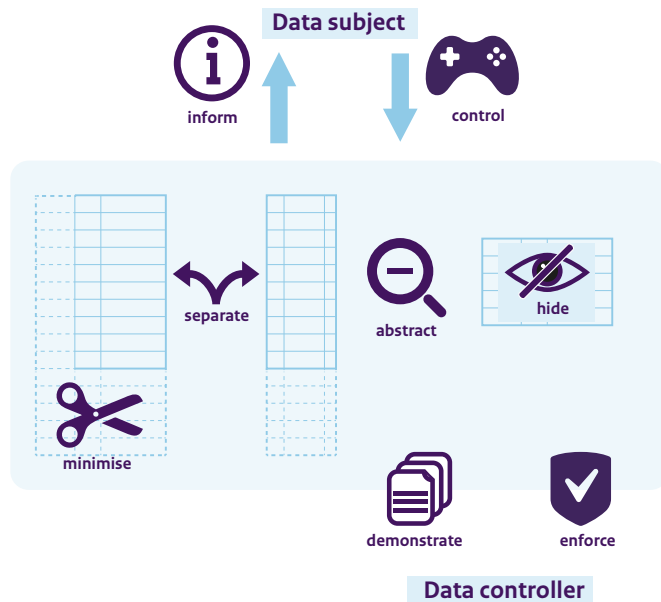 Data subject
inform
control
separate
abstract
hide
minimise
demonstrate
enforce
Data controller